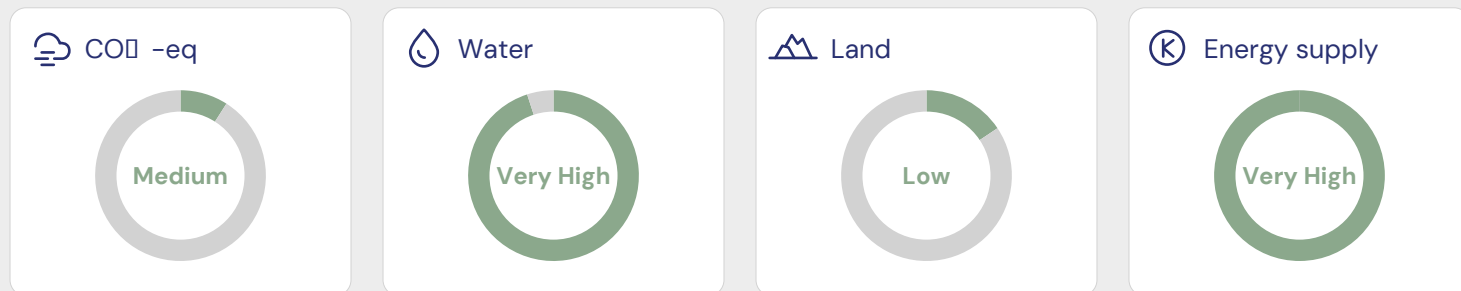 CO▯ -eq
Medium
Water
Very High
Land
Low
Energy supply
Very High